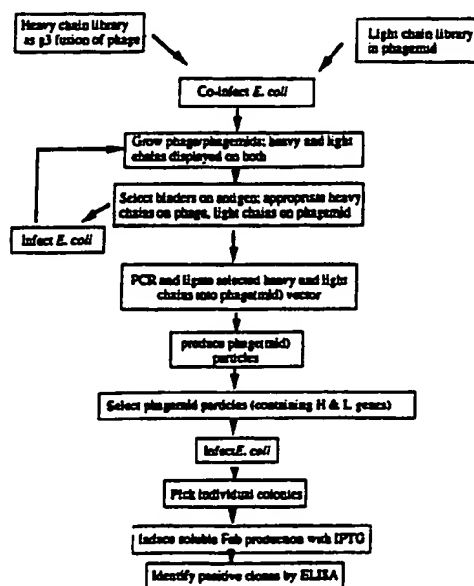 Heavy chain library
as g3 fusion of phage
Light chain library
in phagemid
Co-infect E. coli
Grow phage/phagemids; heavy and light
chains displayed on both
Select binders on antigen; appropriate heavy
chains on phage, light chains on phagemid
Infect E. coli
PCR and ligate selected heavy and light
chains into phage(mid) vector
produce phage(mid)
particles
Select phagemid particles (containing H & L genes)
Infect E. coli
Pick individual colonies
Induce soluble Fab production with IPTG
Identify positive clones by ELISA